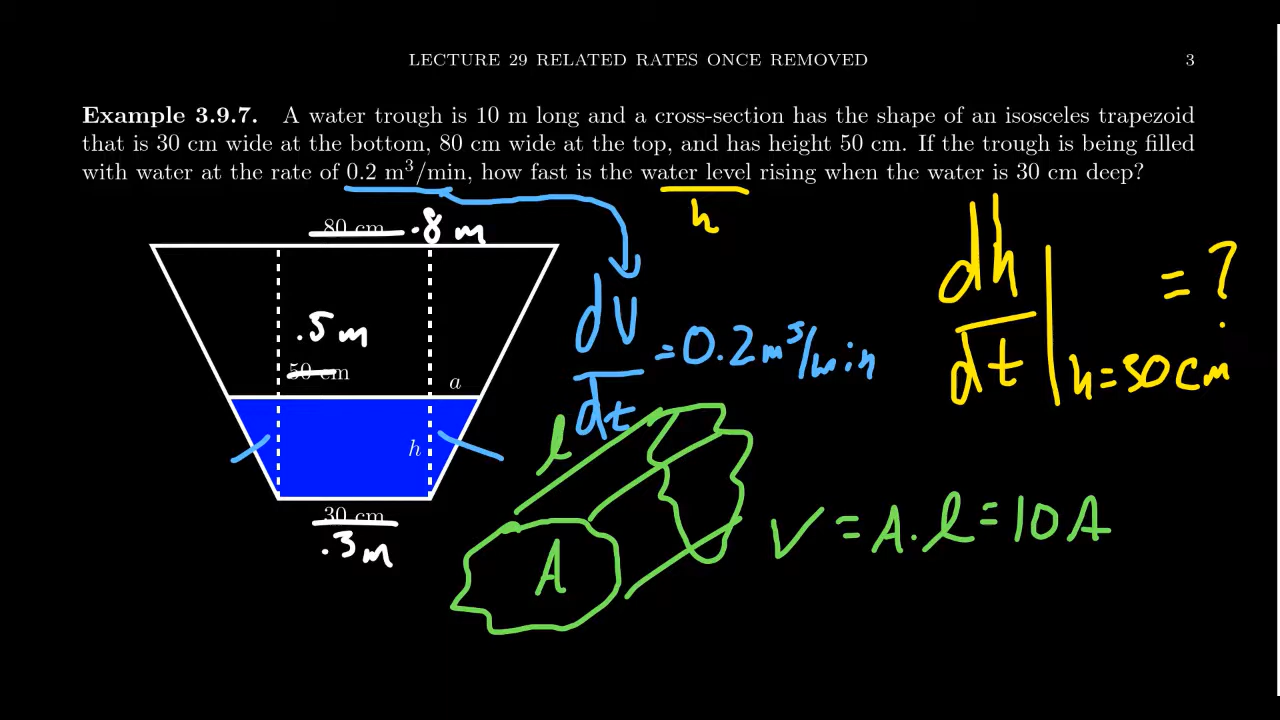 LECTURE 29 RELATED RATES ONCE REMOVED 3
Example 3.9.7. A water trough is 10 m long and a cross-section has the shape of an isosceles trapezoid
that is 30 cm wide at the bottom, 80 cm wide at the top, and has height 50 cm. If the trough is being filled
with water at the rate of 0.2 m³/min, how fast is the water level rising when the water is 30 cm deep?
h
80 cm .8 m
.5 m
50 cm
a
h
30 cm
.3 m
dV/dt = 0.2 m³/min
dh/dt | h=30cm = ?
l
A
V = A. l = 10 A